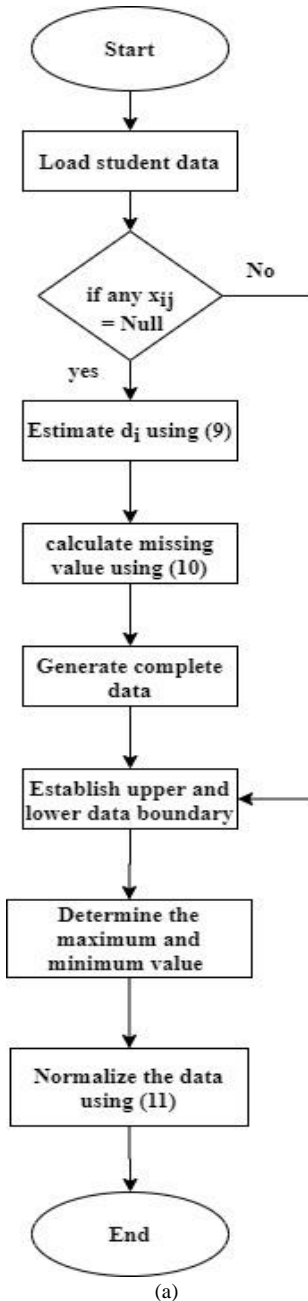 Start
Load student data
No
if any xij
= Null
yes
Estimate di using (9)
calculate missing
value using (10)
Generate complete
data
Establish upper and
lower data boundary
Determine the
maximum and
minimum value
Normalize the data
using (11)
End
(a)